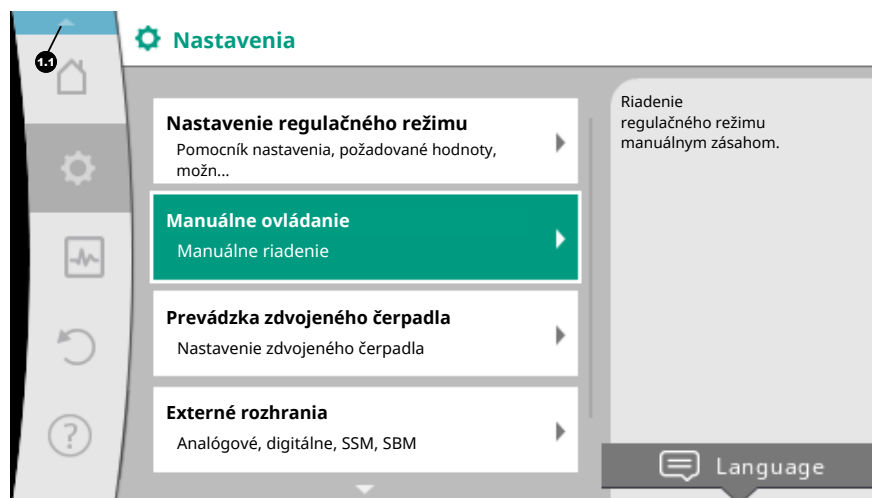 1.1
Nastavenia
Nastavenie regulačného režimu
Pomocník nastavenia, požadované hodnoty,
možn...
Manuálne ovládanie
Manuálne riadenie
Prevádzka zdvojeného čerpadla
Nastavenie zdvojeného čerpadla
Externé rozhrania
Analógové, digitálne, SSM, SBM
Riadenie
regulačného režimu
manuálnym zásahom.
?
Language